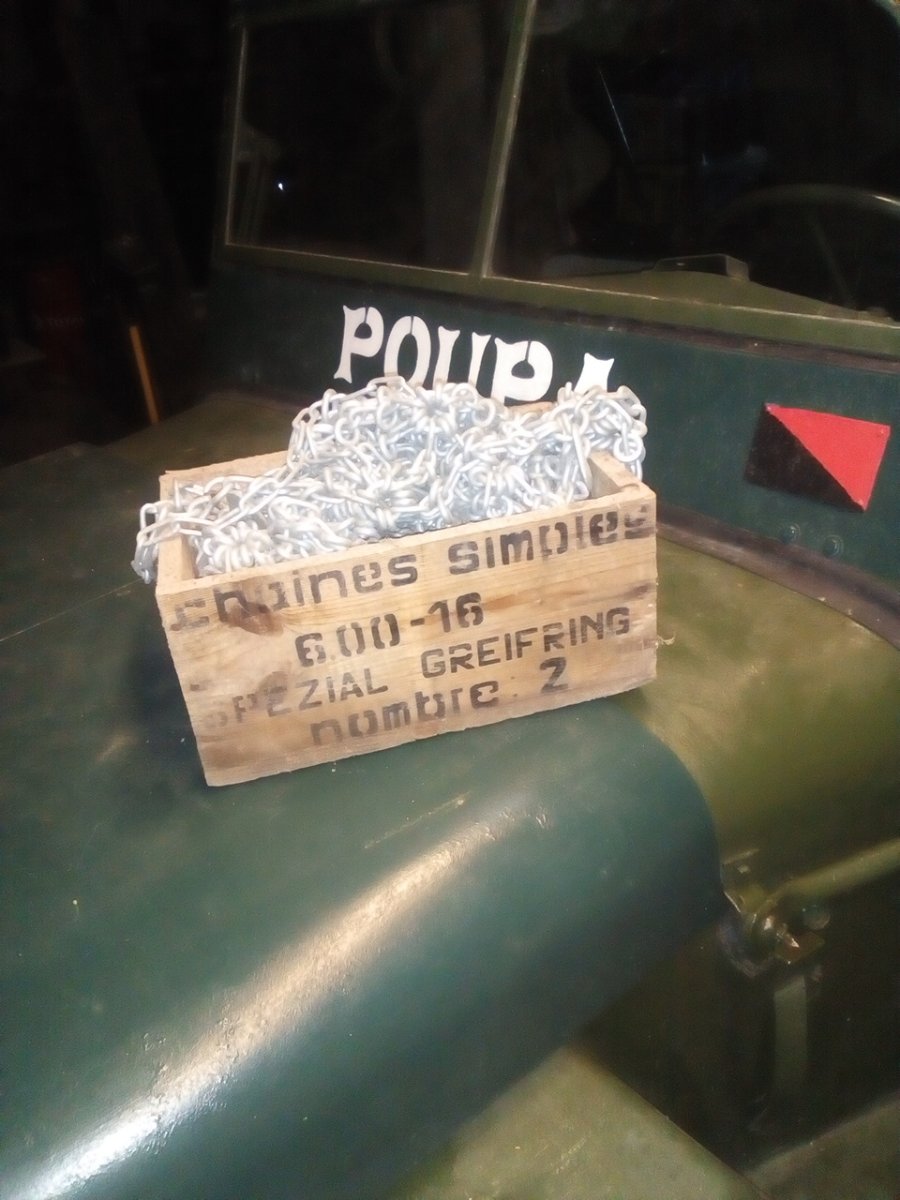 POUPA
chaines simples
6.00-16
SPEZIAL GREIFRING
nombre 2